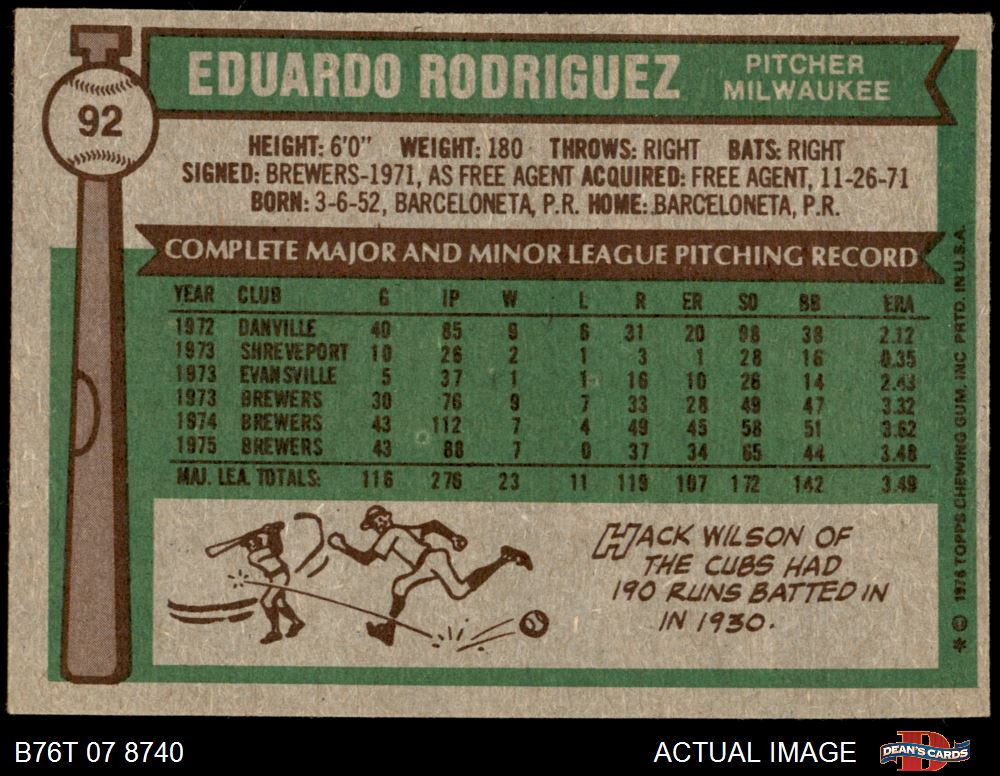 92
EDUARDO RODRIGUEZ
PITCHER
MILWAUKEE
HEIGHT: 6'0" WEIGHT: 180 THROWS: RIGHT BATS: RIGHT
SIGNED: BREWERS-1971, AS FREE AGENT ACQUIRED: FREE AGENT, 11-26-71
BORN: 3-6-52, BARCELONETA, P.R. HOME: BARCELONETA, P.R.
COMPLETE MAJOR AND MINOR LEAGUE PITCHING RECORD
YEAR CLUB G IP W L R ER SO BB ERA
1972 DANVILLE 40 85 9 6 31 20 98 38 2.12
1973 SHREVEPORT 10 26 2 1 3 1 28 16 0.35
1973 EVANSVILLE 5 37 1 1 16 10 26 14 2.43
1973 BREWERS 30 76 9 7 33 28 49 47 3.32
1974 BREWERS 43 112 7 4 49 45 58 51 3.62
1975 BREWERS 43 88 7 0 37 34 65 44 3.48
MAJ. LEA. TOTALS: 116 276 23 11 119 107 172 142 3.49
HACK WILSON OF
THE CUBS HAD
190 RUNS BATTED IN
IN 1930.
* © 1976 TOPPS CHEWING GUM, INC. PRTD. IN U.S.A.
B76T 07 8740
ACTUAL IMAGE
DEAN'S CARDS